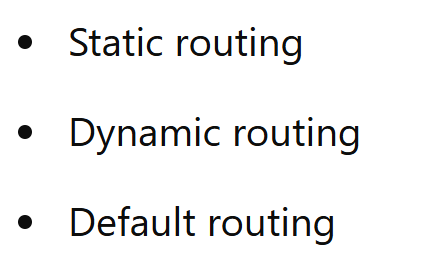 • Static routing
• Dynamic routing
• Default routing